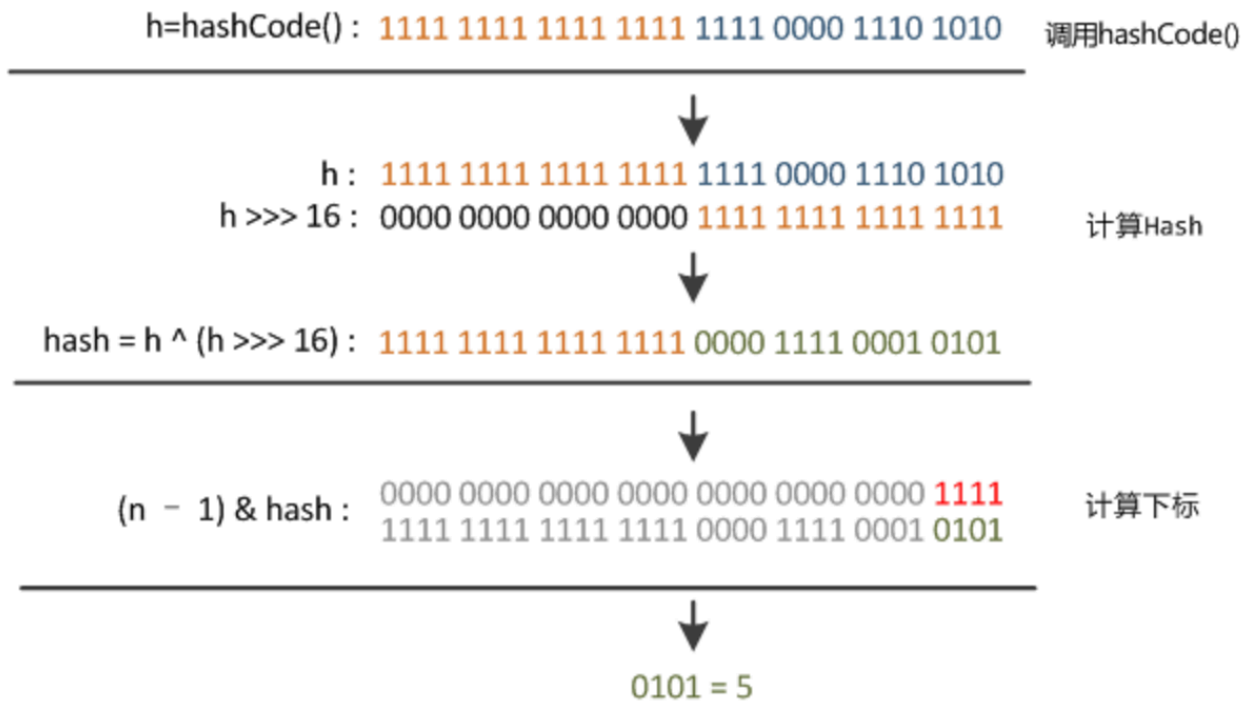 h=hashCode() : 1111 1111 1111 1111 1111 0000 1110 1010 调用hashCode()
h : 1111 1111 1111 1111 1111 0000 1110 1010
h >>> 16 : 0000 0000 0000 0000 1111 1111 1111 1111
计算Hash
hash = h ^ (h >>> 16) : 1111 1111 1111 1111 0000 1111 0001 0101
0000 0000 0000 0000 0000 0000 0000 1111
(n - 1) & hash : 计算下标
1111 1111 1111 1111 0000 1111 0001 0101
0101 = 5